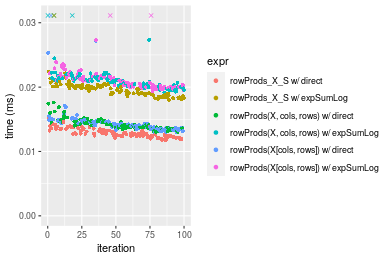 0.03
0.02
0.01
0.00
time (ms)
0 25 50 75 100
iteration
expr
rowProds_X_S w/ direct
rowProds_X_S w/ expSumLog
rowProds(X, cols, rows) w/ direct
rowProds(X, cols, rows) w/ expSumLog
rowProds(X[cols, rows]) w/ direct
rowProds(X[cols, rows]) w/ expSumLog